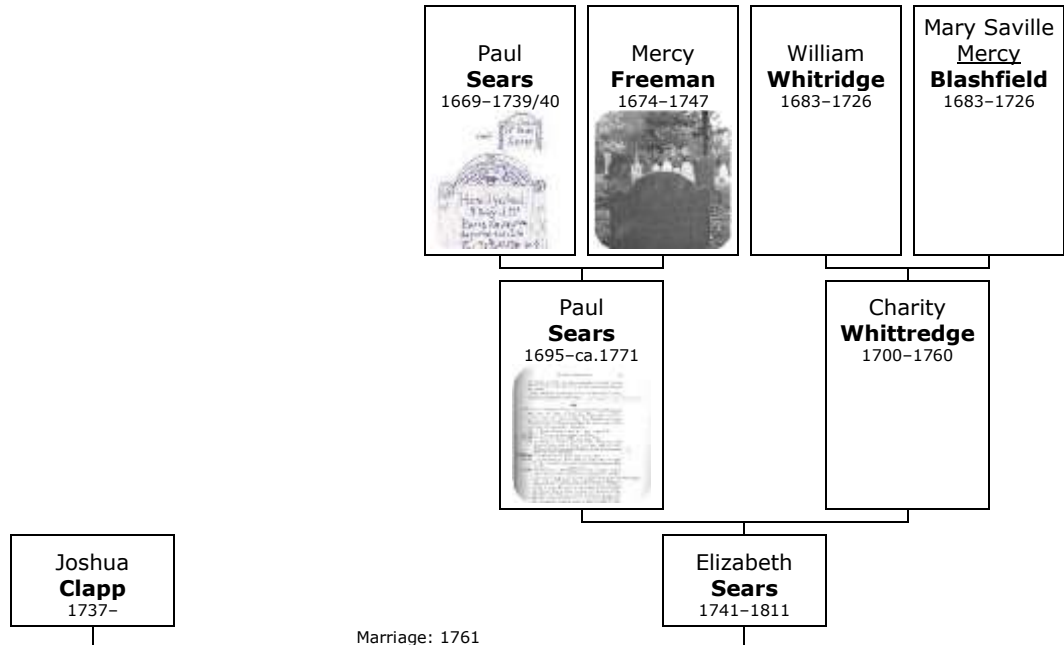 Paul
Sears
1669–1739/40
Mercy
Freeman
1674–1747
William
Whitridge
1683–1726
Mary Saville
Mercy
Blashfield
1683–1726
Paul
Sears
1695–ca.1771
Charity
Whittredge
1700–1760
Joshua
Clapp
1737–
Elizabeth
Sears
1741–1811
Marriage: 1761